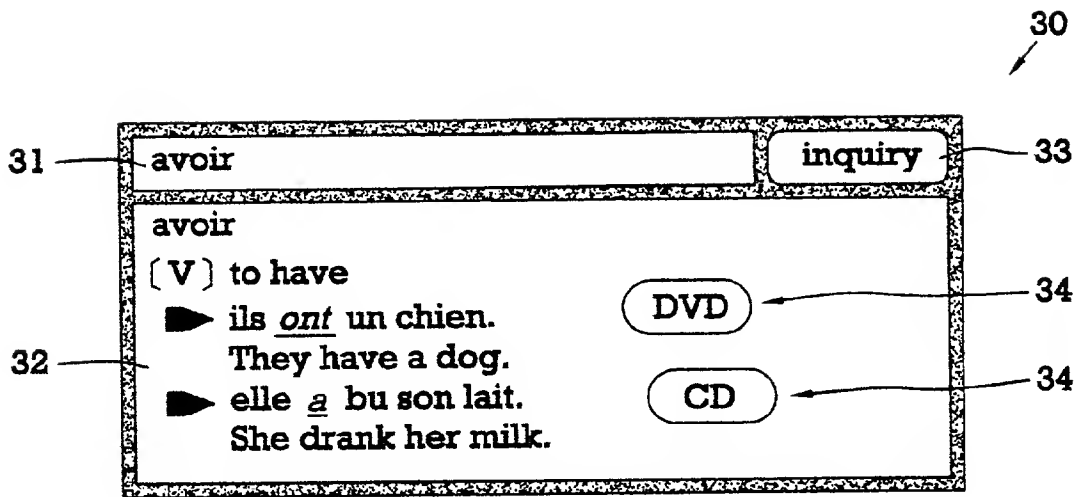 30
31 avoir inquiry 33
avoir
[V] to have
ils ont un chien. DVD 34
They have a dog.
32
elle a bu son lait. CD 34
She drank her milk.